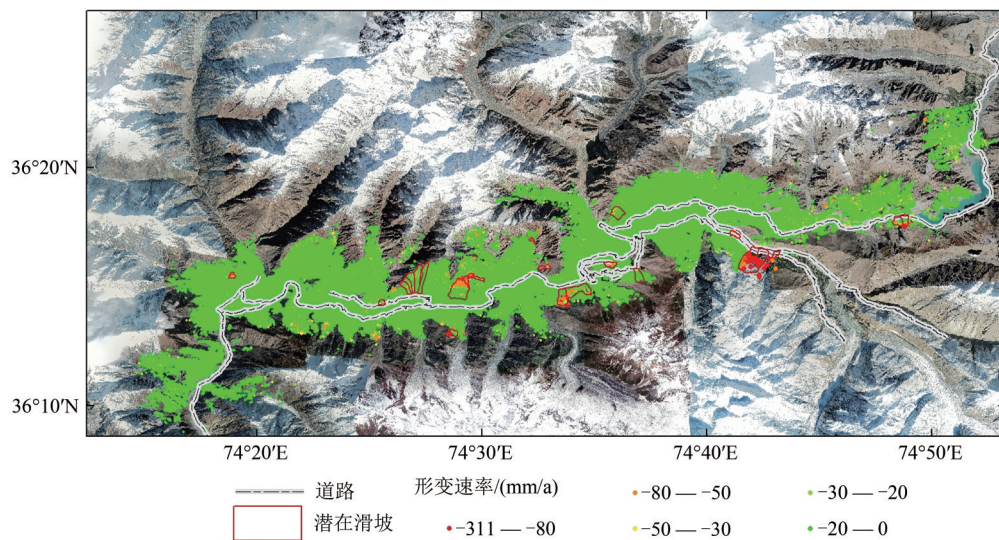 36°20′N
36°10′N
74°20′E 74°30′E 74°40′E 74°50′E
道路 形变速率/(mm/a) -80 — -50 -30 — -20
潜在滑坡 -311 — -80 -50 — -30 -20 — 0